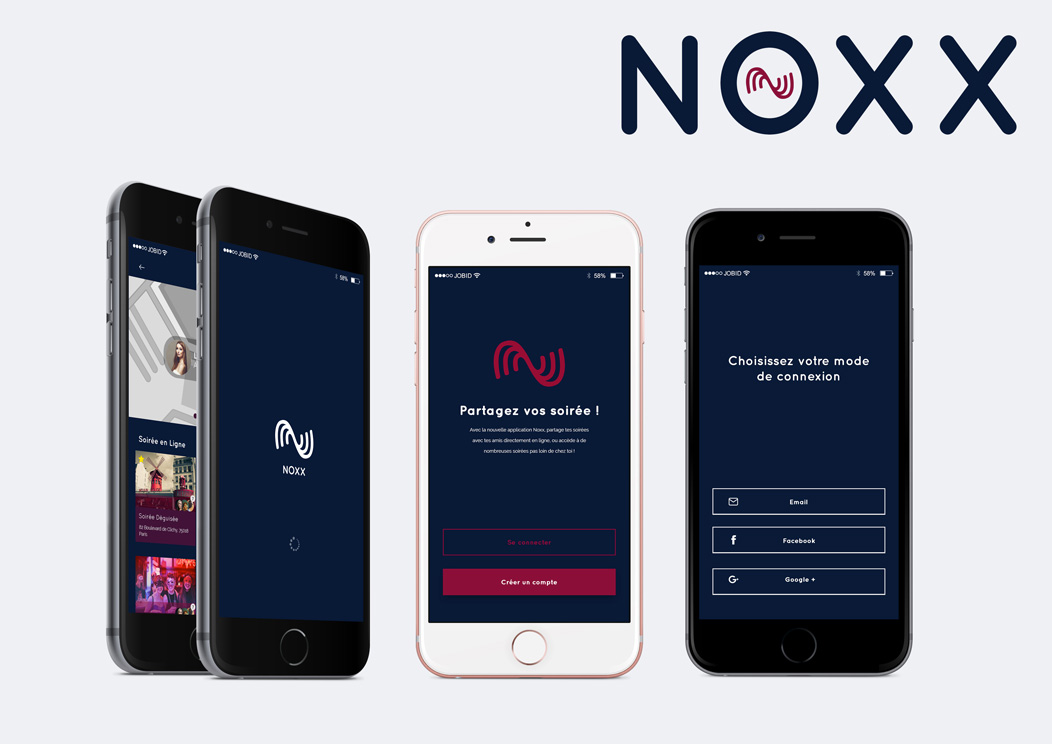 NOXX
JOBID
Soirée en Ligne
Soirée Déguisée
82 Boulevard de Clichy, 75018
Paris
JOBID
58%
NOXX
JOBID
58%
Partagez vos soirée !
Avec la nouvelle application Noxx, partage tes soirées
avec tes amis directement en ligne, ou accède à de
nombreuses soirées pas loin de chez toi !
Se connecter
Créer un compte
JOBID
58%
Choisissez votre mode
de connexion
Email
Facebook
Google +